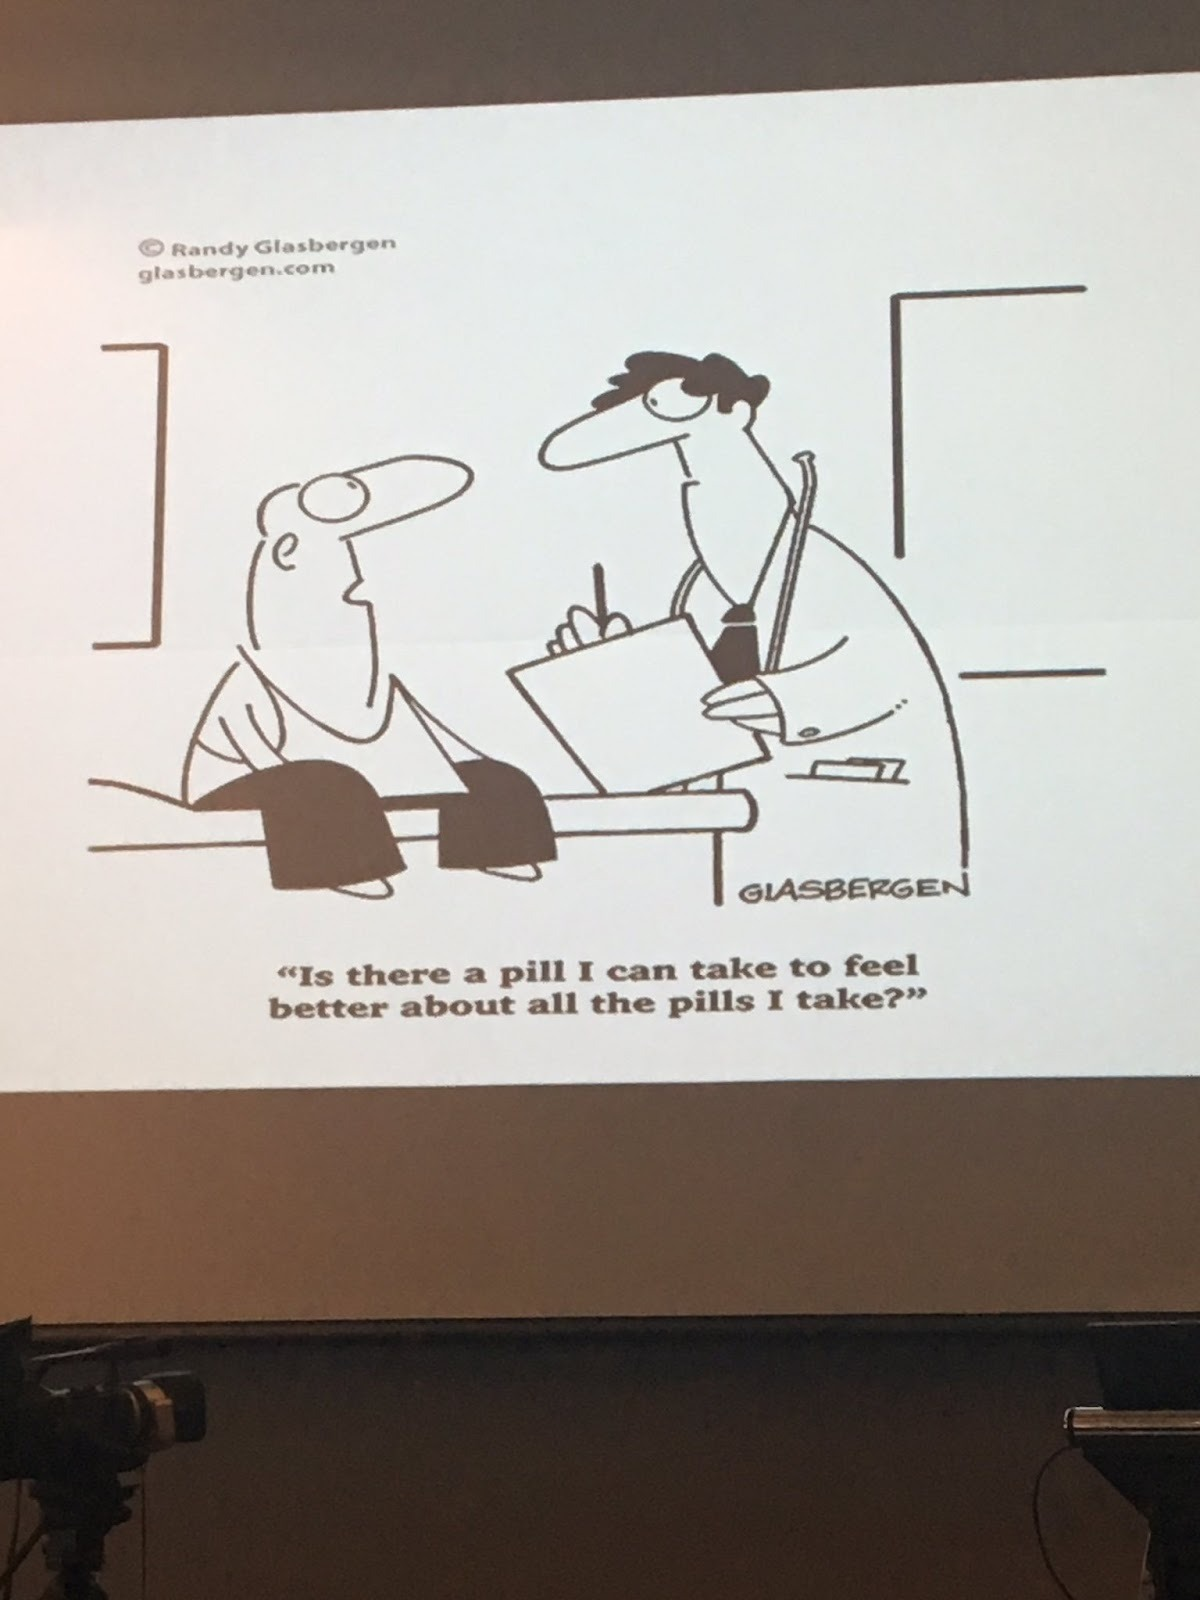 © Randy Glasbergen
glasbergen.com
GLASBERGEN
“Is there a pill I can take to feel
better about all the pills I take?”